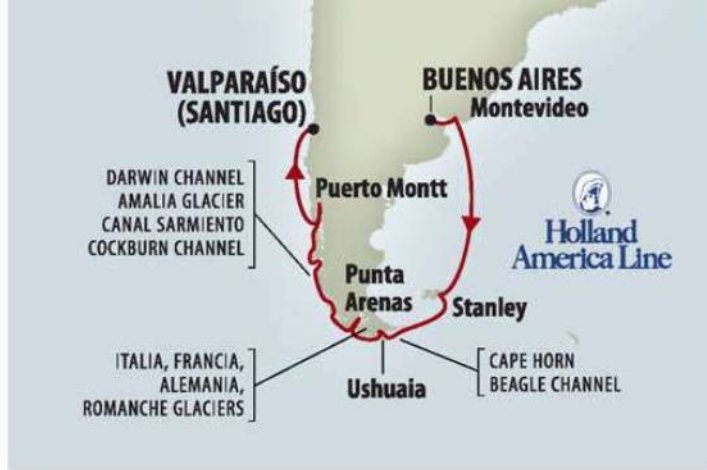 VALPARAÍSO
(SANTIAGO)
BUENOS AIRES
Montevideo
DARWIN CHANNEL
AMALIA GLACIER
CANAL SARMIENTO
COCKBURN CHANNEL
Puerto Montt
Holland
America Line
Punta
Arenas
Stanley
ITALIA, FRANCIA,
ALEMANIA,
ROMANCHE GLACIERS
Ushuaia
CAPE HORN
BEAGLE CHANNEL